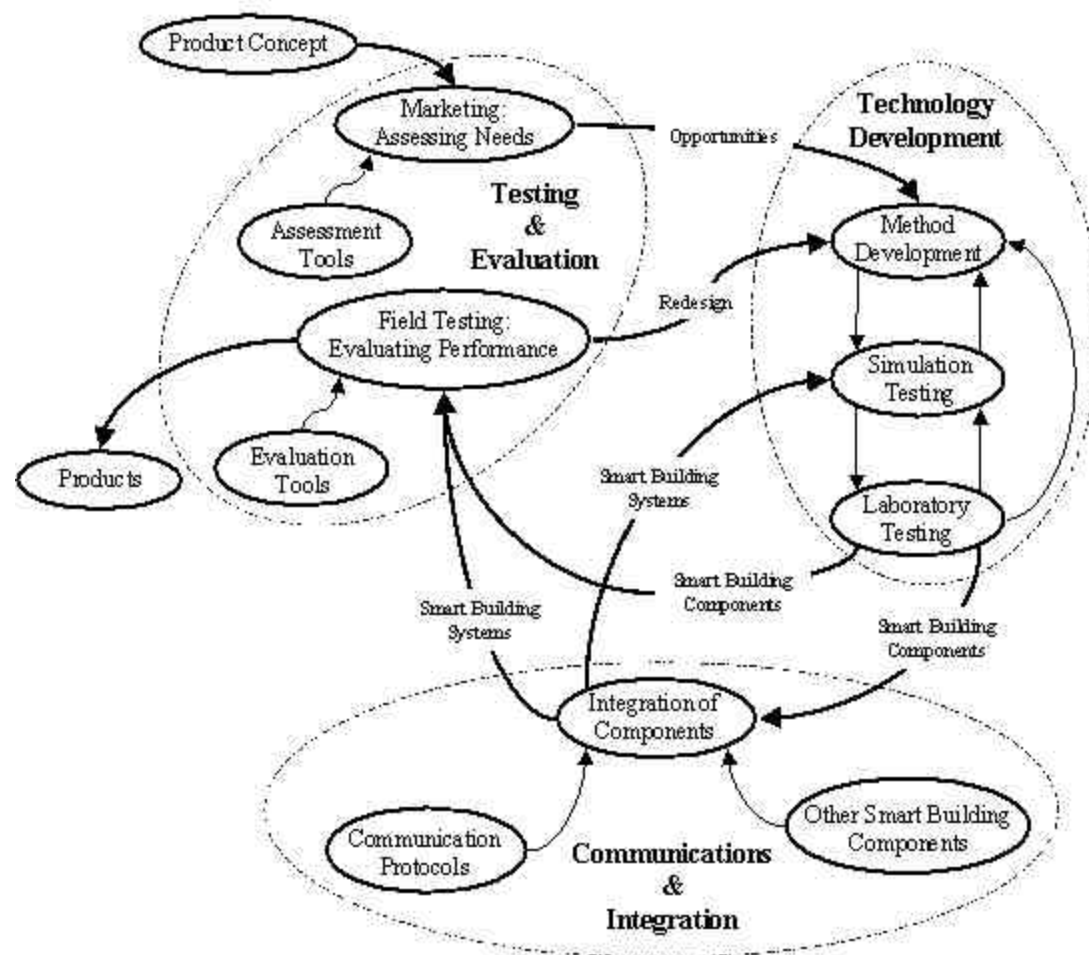 Product Concept
Marketing:
Assessing Needs
Technology
Development
Opportunities
Testing
&
Evaluation
Assessment
Tools
Method
Development
Redesign
Field Testing:
Evaluating Performance
Simulation
Testing
Products
Evaluation
Tools
Smart Building
Systems
Laboratory
Testing
Smart Building
Components
Smart Building
Systems
Smart Building
Components
Integration of
Components
Communication
Protocols
Other Smart Building
Components
Communications
&
Integration